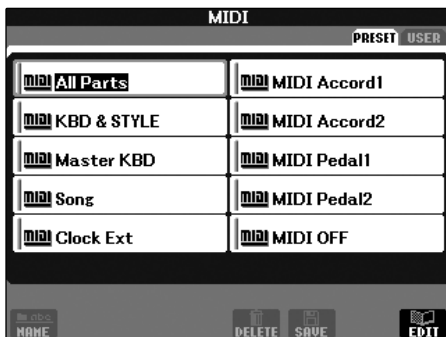 MIDI
PRESET USER
MIDI All Parts
MIDI MIDI Accord1
MIDI KBD & STYLE
MIDI MIDI Accord2
MIDI Master KBD
MIDI MIDI Pedal1
MIDI Song
MIDI MIDI Pedal2
MIDI Clock Ext
MIDI MIDI OFF
abc
NAME
DELETE SAVE EDIT